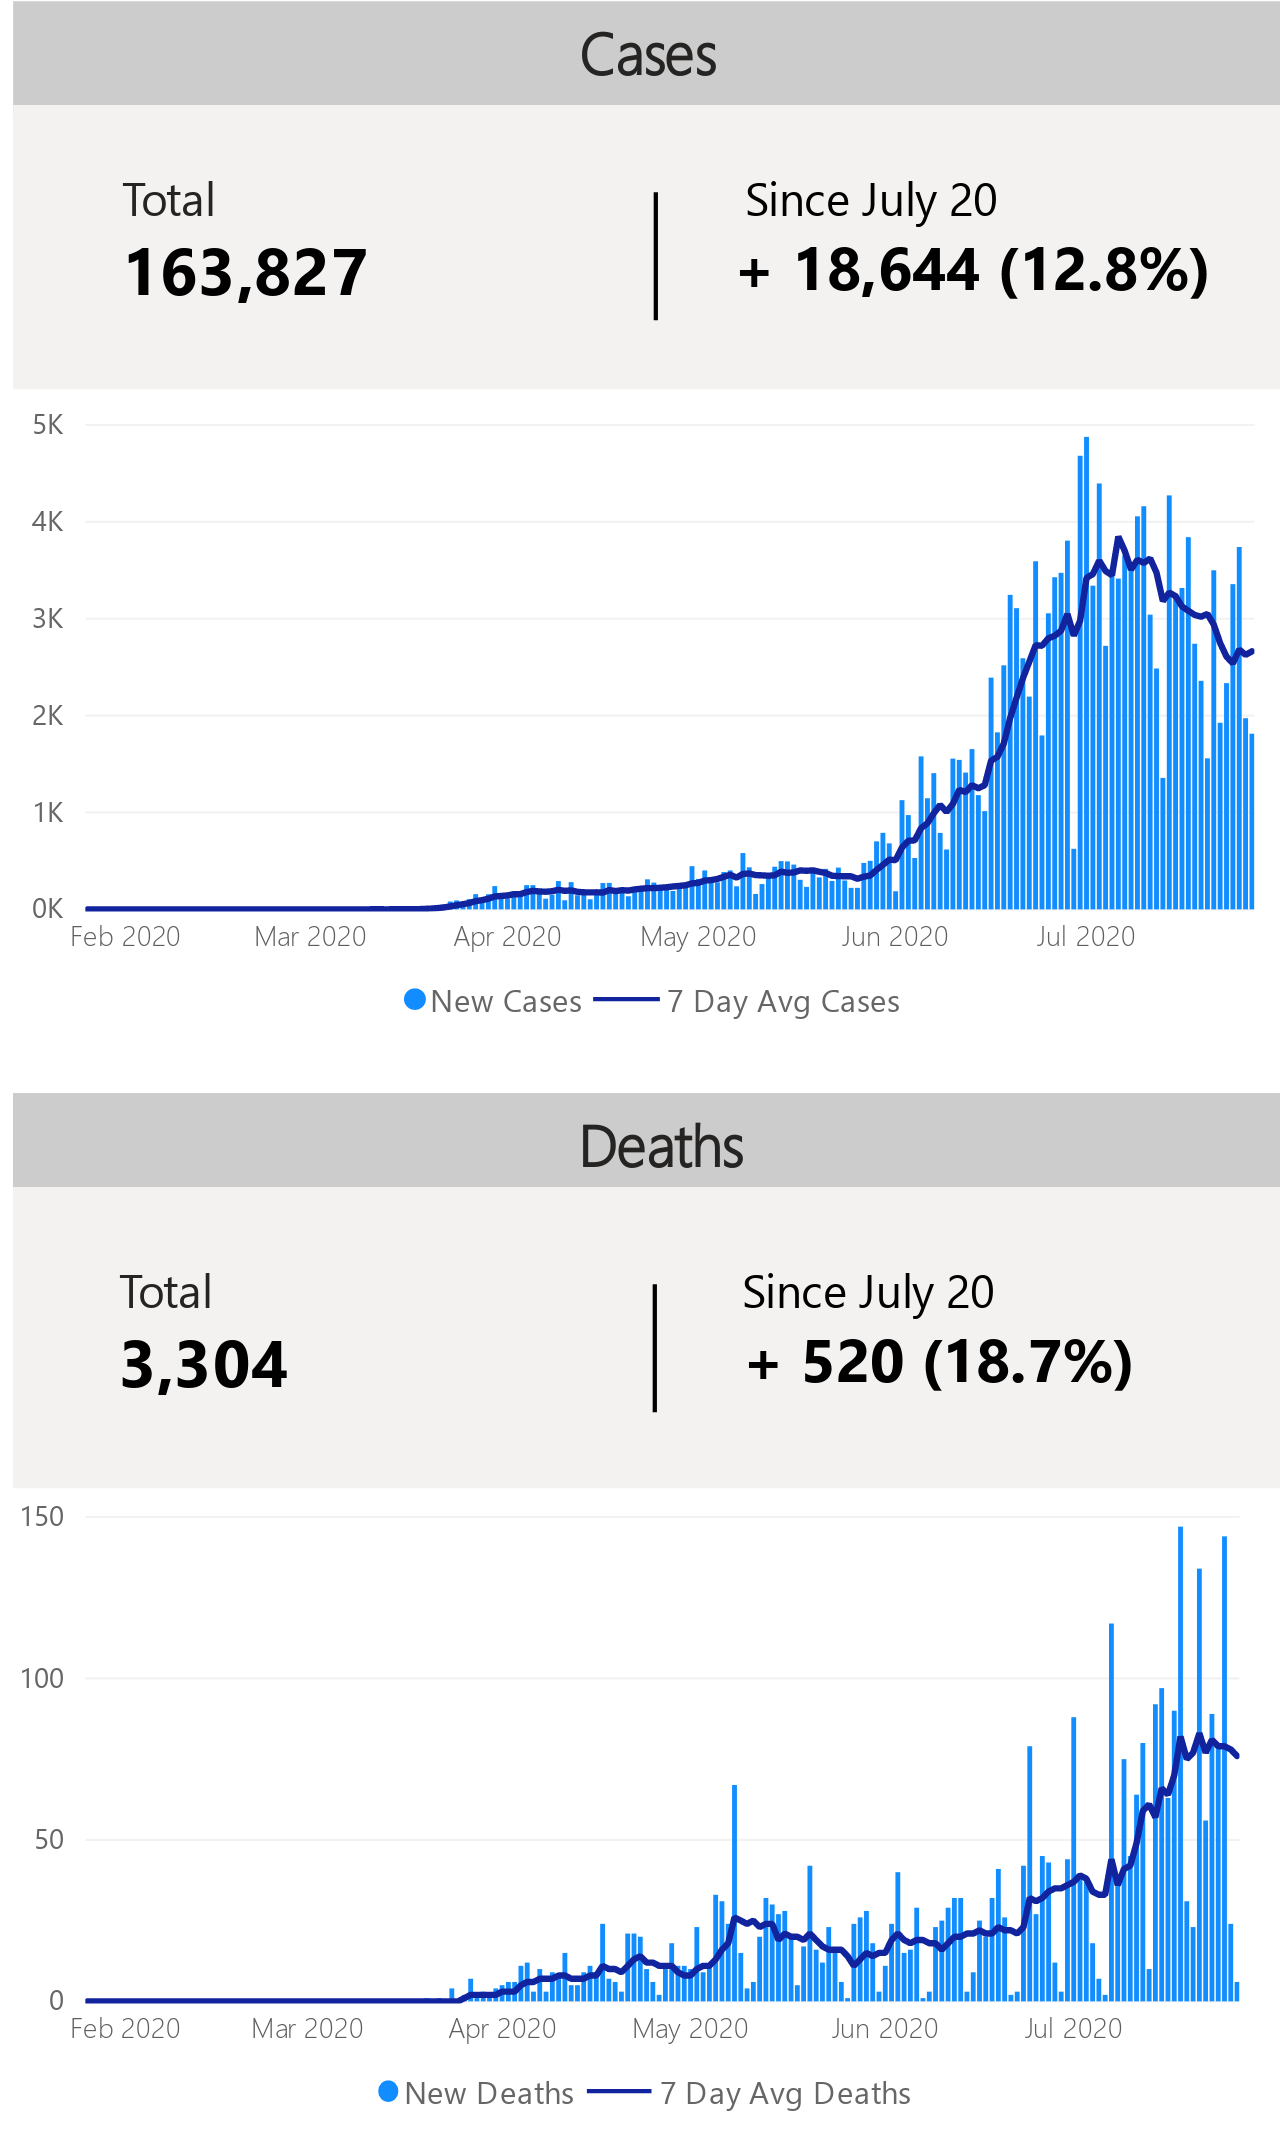 Cases
Total
Since July 20
163,827
+ 18,644 (12.8%)
5K
4K
3K
2K
1K
0K
Feb 2020 Mar 2020 Apr 2020 May 2020 Jun 2020 Jul 2020
New Cases 7 Day Avg Cases
Deaths
Total
Since July 20
3,304
+ 520 (18.7%)
150
100
50
0
Feb 2020 Mar 2020 Apr 2020 May 2020 Jun 2020 Jul 2020
New Deaths 7 Day Avg Deaths